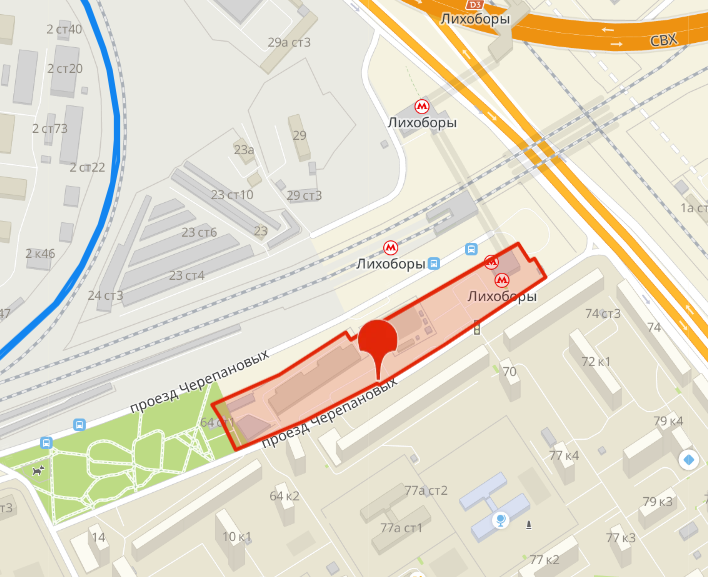 D3
Лихоборы
2 ст40
29а ст3
СВХ
2 ст20
М
Лихоборы
2 ст73
29
23а
2 ст22
23 ст10
29 ст3
1а ст
23 ст6
23
2 к46
М
Лихоборы
М
23 ст4
М
24 ст3
Лихоборы
47
74 ст3
74
проезд Черепановых
72 к1
70
64 ст1
проезд Черепановых
79 к4
77 к4
77а ст2
64 к2
79 к3
т3
77а ст1
14
10 к1
77 к3
77 к2